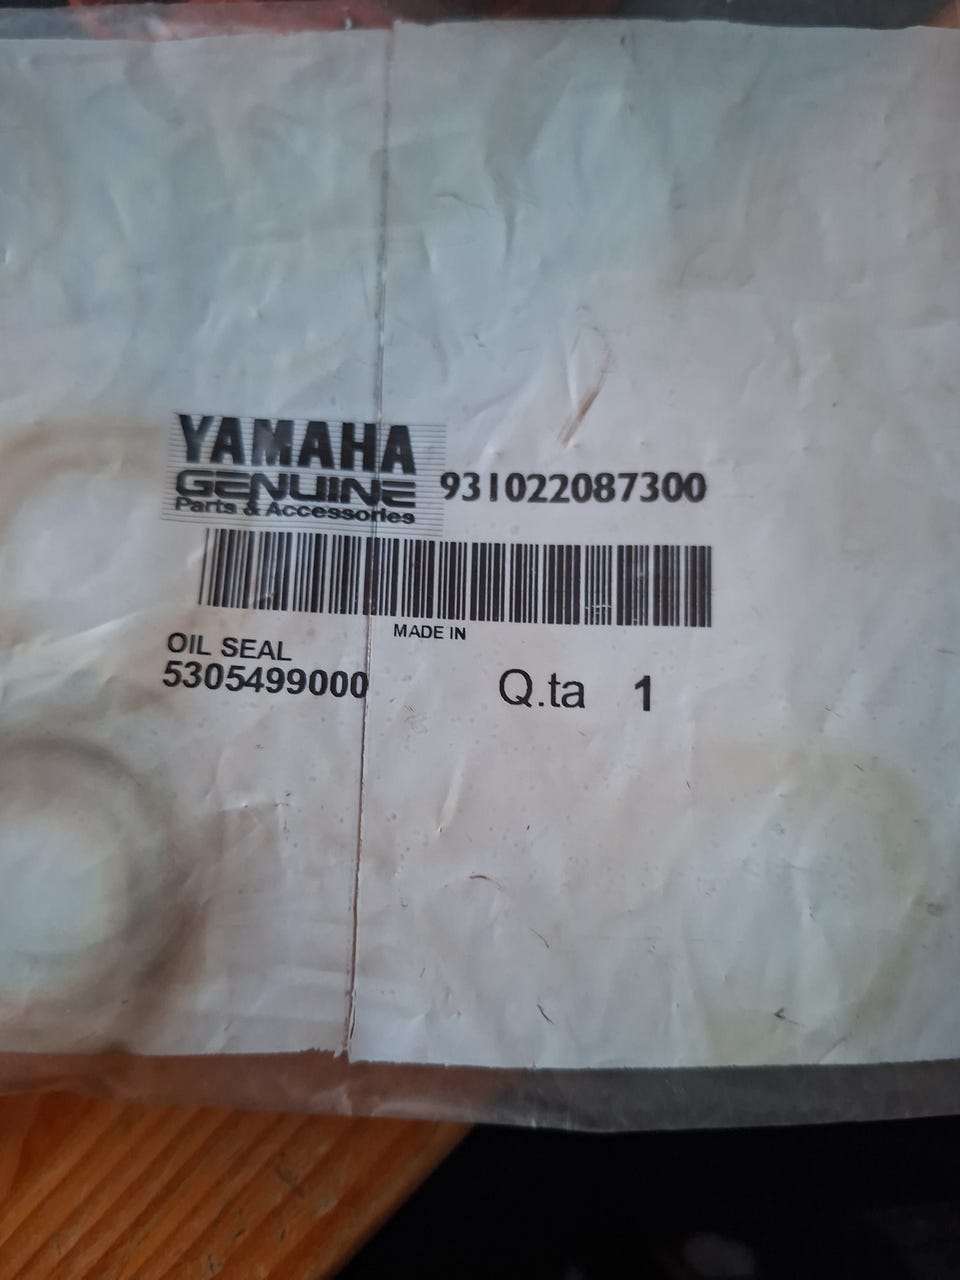 YAMAHA
GENUINE
Parts & Accessories
931022087300
MADE IN
OIL SEAL
5305499000
Q.ta 1